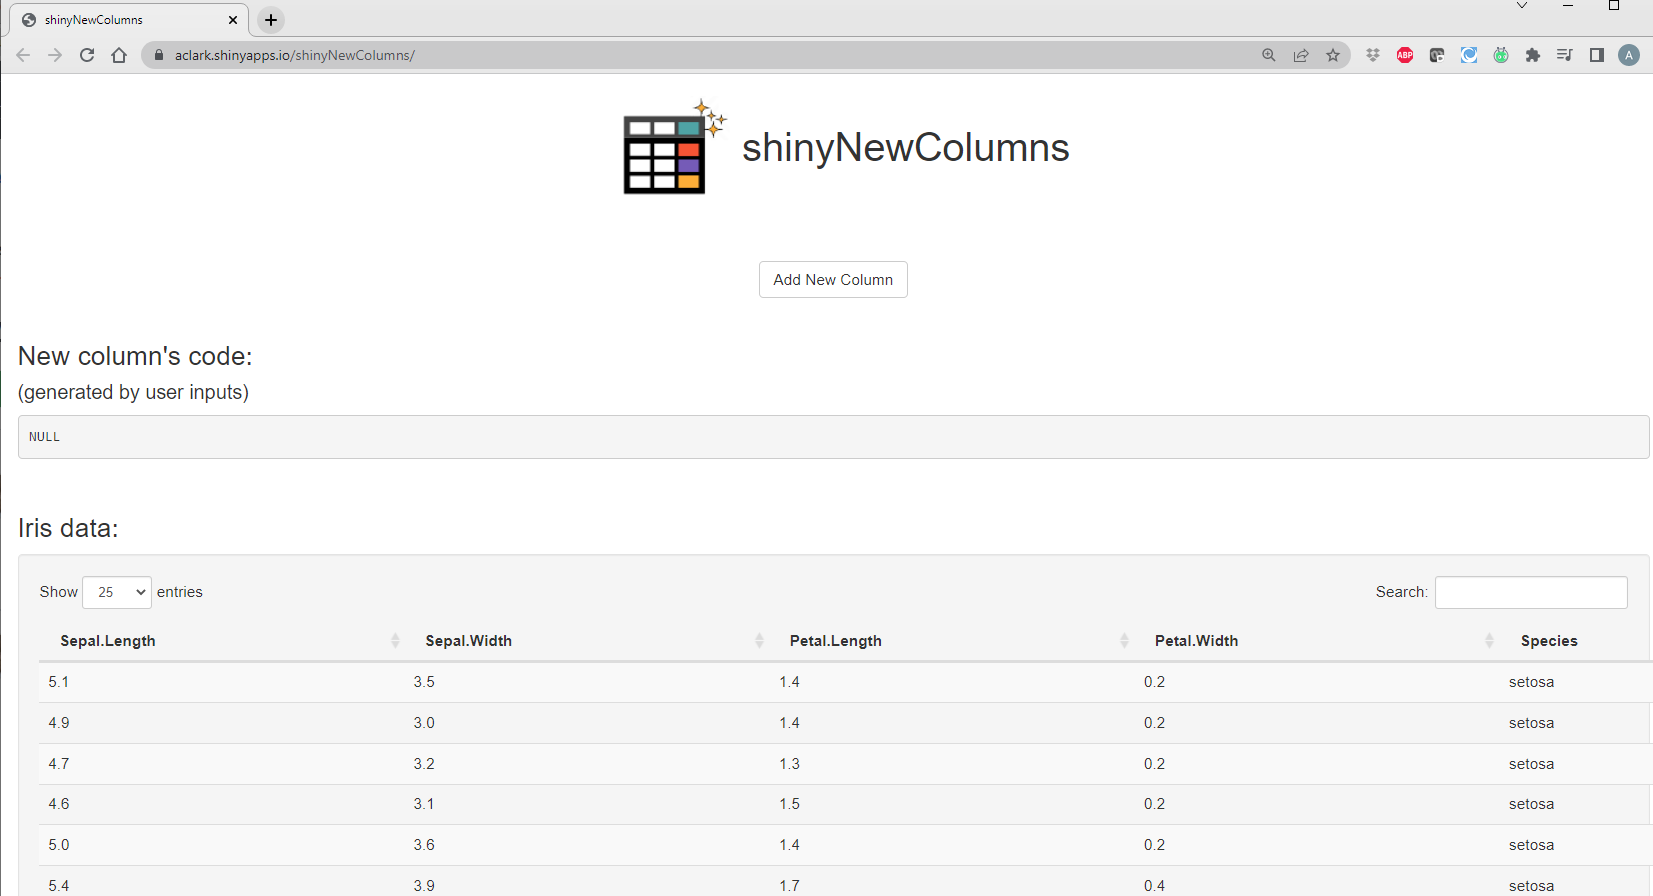 shinyNewColumns
aclark.shinyapps.io/shinyNewColumns/
ABP
A
shinyNewColumns
Add New Column
New column's code:
(generated by user inputs)
NULL
Iris data:
Show 25 entries Search:
Sepal.Length Sepal.Width Petal.Length Petal.Width Species
5.1 3.5 1.4 0.2 setosa
4.9 3.0 1.4 0.2 setosa
4.7 3.2 1.3 0.2 setosa
4.6 3.1 1.5 0.2 setosa
5.0 3.6 1.4 0.2 setosa
5.4 3.9 1.7 0.4 setosa